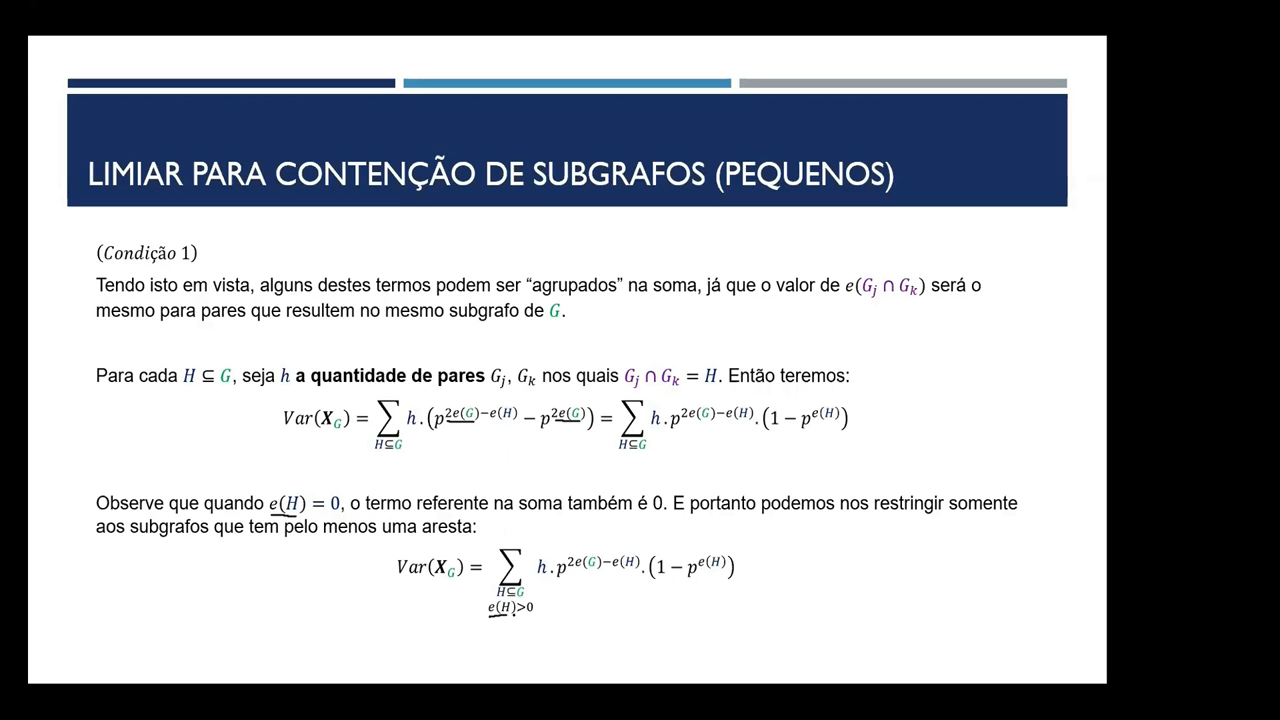 LIMIAR PARA CONTENÇÃO DE SUBGRAFOS (PEQUENOS)
(Condição 1)
Tendo isto em vista, alguns destes termos podem ser “agrupados” na soma, já que o valor de e(G_j ∩ G_k) será o
mesmo para pares que resultem no mesmo subgrafo de G.
Para cada H ⊆ G, seja h a quantidade de pares G_j, G_k nos quais G_j ∩ G_k = H. Então teremos:
Var(X_G) = ∑_{H⊆G} h.(p^{2e(G)−e(H)} − p^{2e(G)}) = ∑_{H⊆G} h.p^{2e(G)−e(H)}.(1 − p^{e(H)})
Observe que quando e(H) = 0, o termo referente na soma também é 0. E portanto podemos nos restringir somente
aos subgrafos que tem pelo menos uma aresta:
Var(X_G) = ∑_{H⊆G, e(H)>0} h.p^{2e(G)−e(H)}.(1 − p^{e(H)})